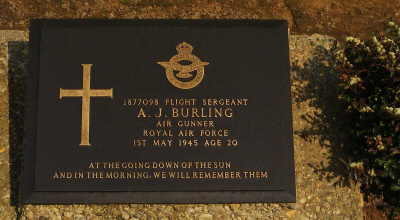 1877098 FLIGHT SERGEANT
A. J. BURLING
AIR GUNNER
ROYAL AIR FORCE
1ST MAY 1945 AGE 20
AT THE GOING DOWN OF THE SUN
AND IN THE MORNING, WE WILL REMEMBER THEM